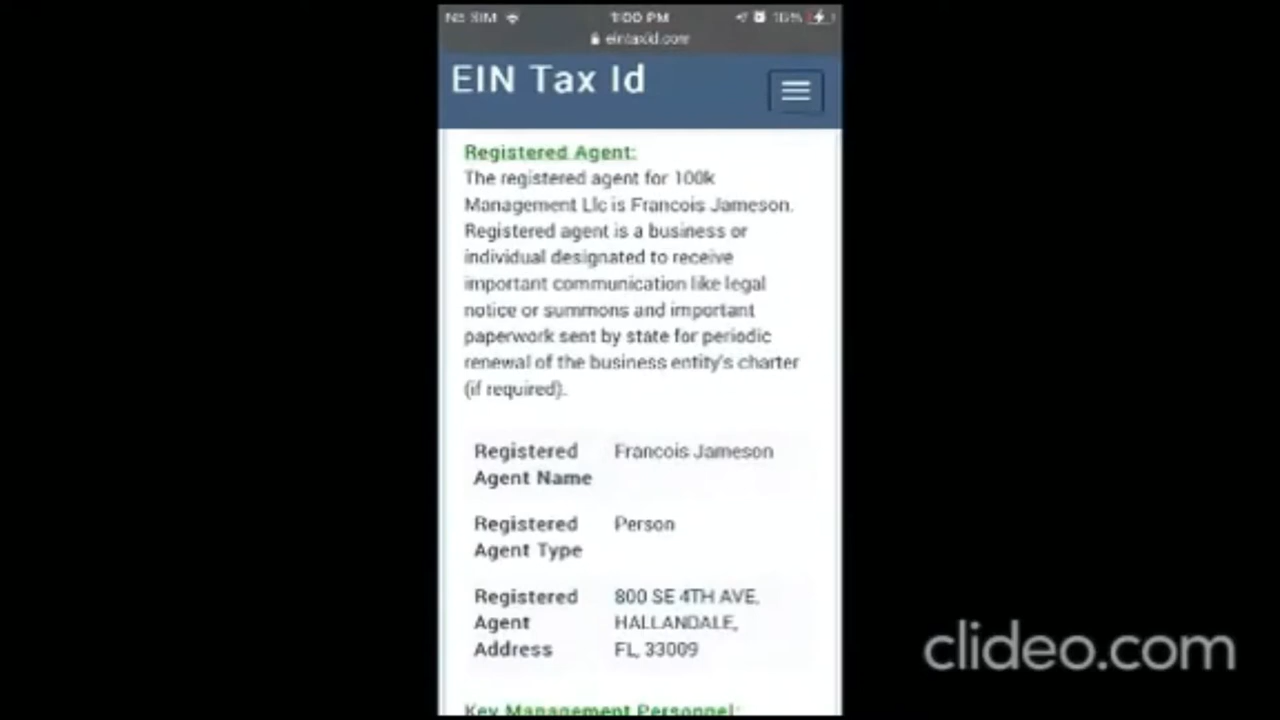 No SIM 1:00 PM 16%
eintaxid.com
EIN Tax Id
Registered Agent:
The registered agent for 100k
Management Llc is Francois Jameson.
Registered agent is a business or
individual designated to receive
important communication like legal
notice or summons and important
paperwork sent by state for periodic
renewal of the business entity's charter
(if required).
Registered Francois Jameson
Agent Name
Registered Person
Agent Type
Registered 800 SE 4TH AVE,
Agent HALLANDALE,
Address FL, 33009
clideo.com
Key Management Personnel: